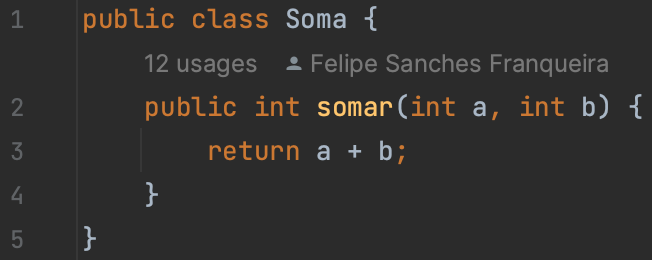 1 public class Soma {
12 usages Felipe Sanches Franqueira
2 public int somar(int a, int b) {
3 return a + b;
4 }
5 }